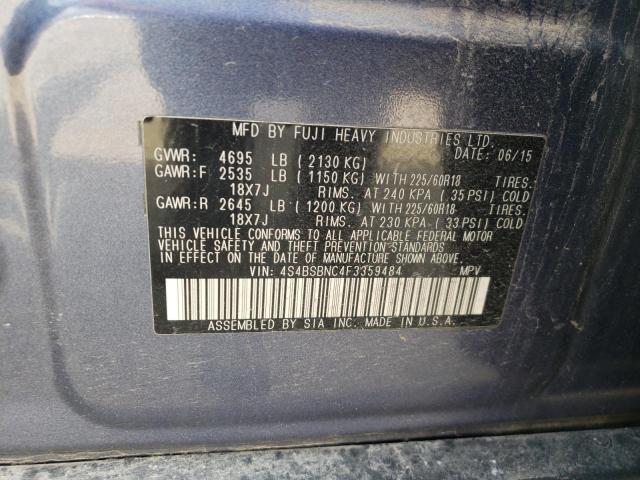 MFD BY FUJI HEAVY INDUSTRIES LTD.
GVWR: 4695 LB ( 2130 KG) DATE: 06/15
GAWR:F 2535 LB ( 1150 KG) WITH 225/60R18 TIRES.
18X7J RIMS. AT 240 KPA ( 35 PSI) COLD
GAWR:R 2645 LB ( 1200 KG) WITH 225/60R18 TIRES.
18X7J RIMS. AT 230 KPA ( 33 PSI) COLD
THIS VEHICLE CONFORMS TO ALL APPLICABLE FEDERAL MOTOR
VEHICLE SAFETY AND THEFT PREVENTION STANDARDS
IN EFFECT ON THE DATE OF MANUFACTURE SHOWN ABOVE.
VIN: 4S4BSBNC4F3359484 MPV
ASSEMBLED BY SIA INC. MADE IN U.S.A.